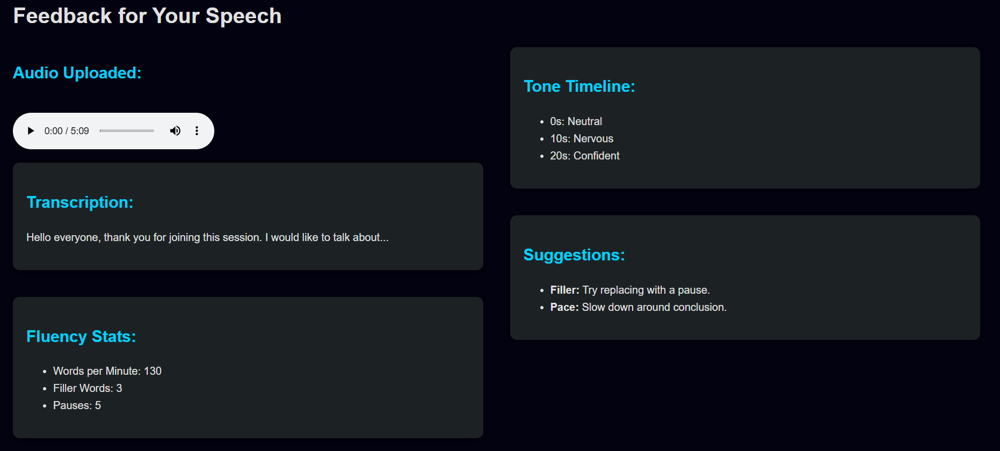 Feedback for Your Speech
Audio Uploaded:
0:00 / 5:09
Transcription:
Hello everyone, thank you for joining this session. I would like to talk about...
Fluency Stats:
Words per Minute: 130
Filler Words: 3
Pauses: 5
Tone Timeline:
0s: Neutral
10s: Nervous
20s: Confident
Suggestions:
Filler: Try replacing with a pause.
Pace: Slow down around conclusion.